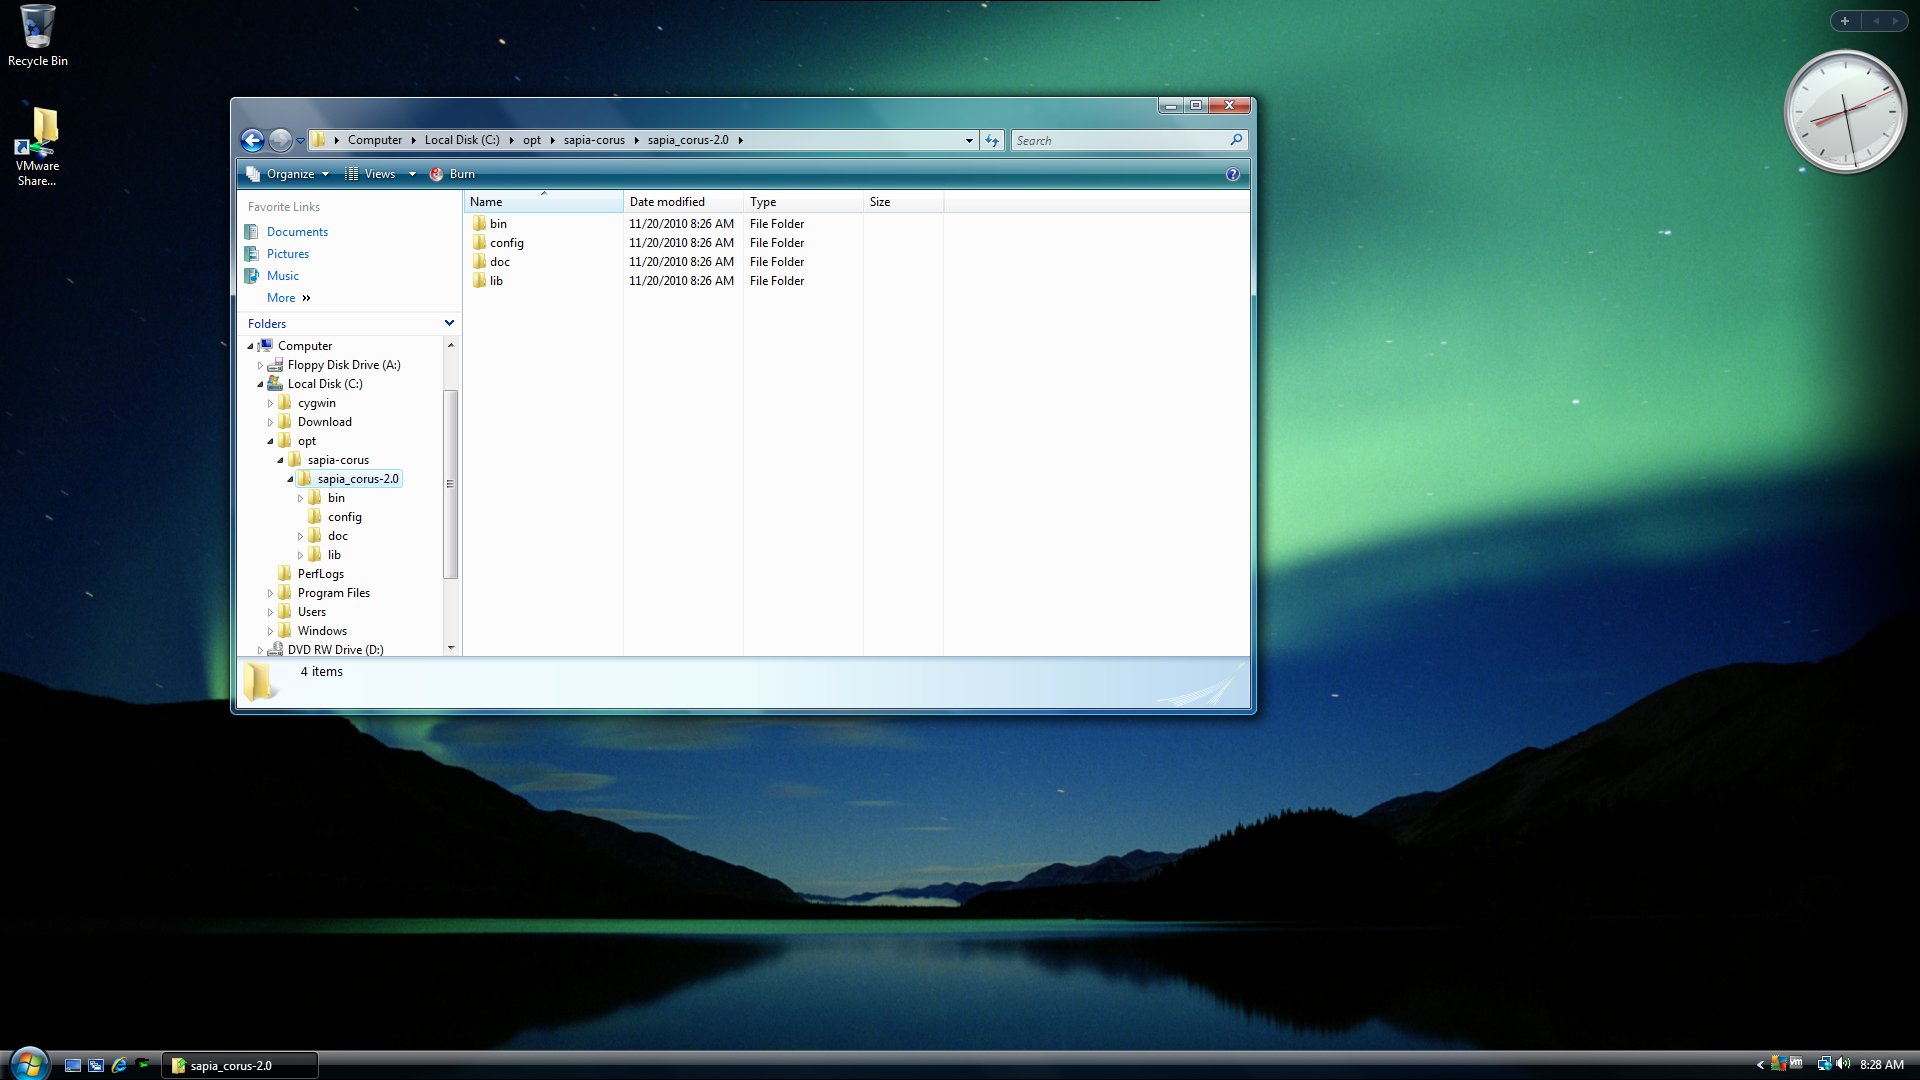 Recycle Bin
VMware
Share...
Computer Local Disk (C:) opt sapia-corus sapia_corus-2.0
Search
Organize Views Burn
Favorite Links
Documents
Pictures
Music
More »
Folders
Computer
Floppy Disk Drive (A:)
Local Disk (C:)
cygwin
Download
opt
sapia-corus
sapia_corus-2.0
bin
config
doc
lib
PerfLogs
Program Files
Users
Windows
DVD RW Drive (D:)
Name Date modified Type Size
bin 11/20/2010 8:26 AM File Folder
config 11/20/2010 8:26 AM File Folder
doc 11/20/2010 8:26 AM File Folder
lib 11/20/2010 8:26 AM File Folder
4 items
sapia_corus-2.0
vm
8:28 AM